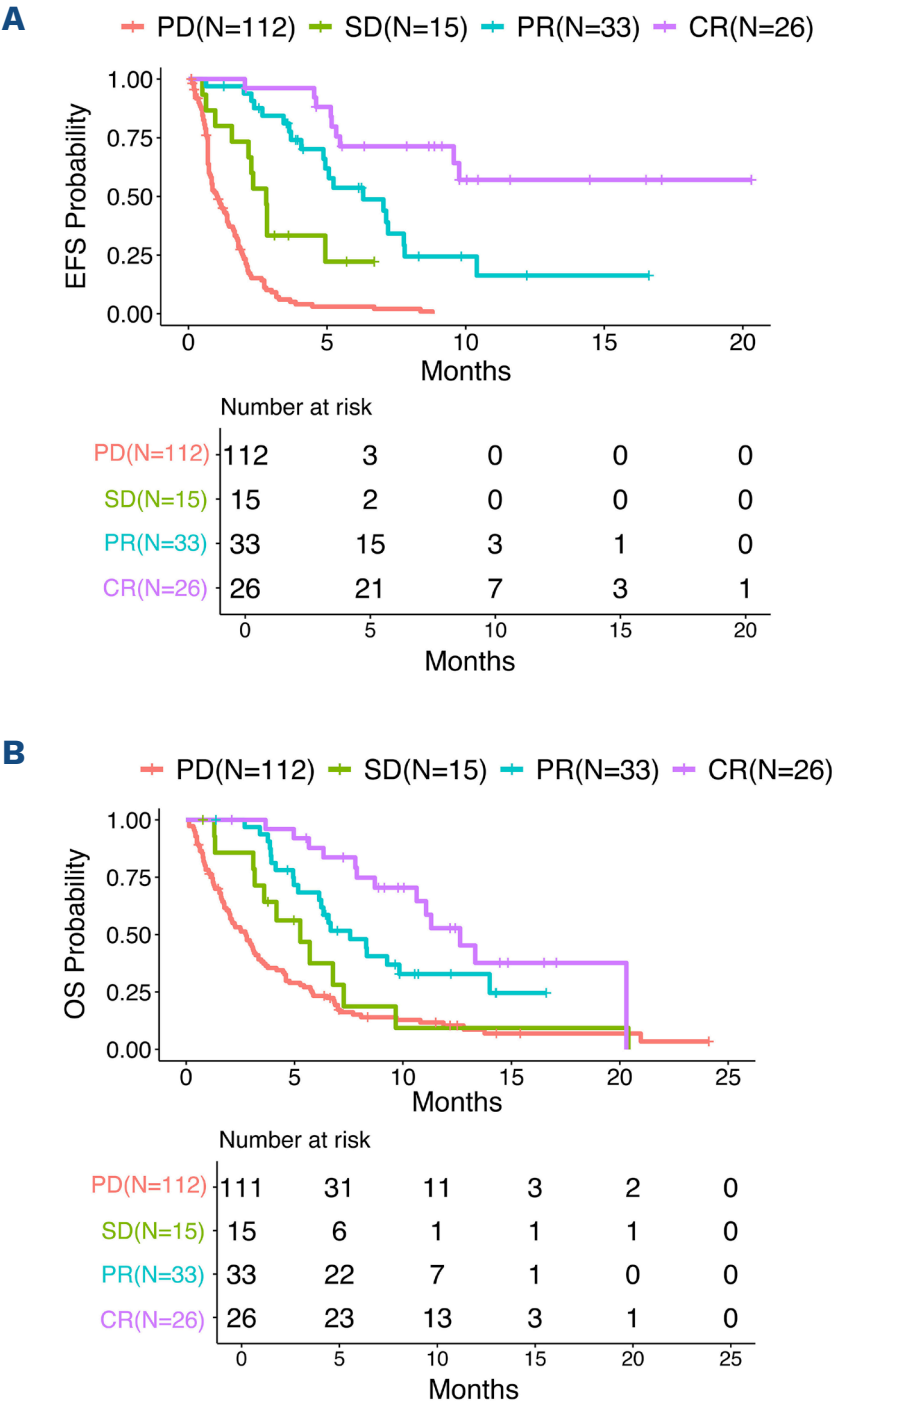 A
PD(N=112) SD(N=15) PR(N=33) CR(N=26)
1.00
0.75
0.50
0.25
0.00
EFS Probability
0 5 10 15 20
Months
Number at risk
PD(N=112) 112 3 0 0 0
SD(N=15) 15 2 0 0 0
PR(N=33) 33 15 3 1 0
CR(N=26) 26 21 7 3 1
0 5 10 15 20
Months
B
PD(N=112) SD(N=15) PR(N=33) CR(N=26)
1.00
0.75
0.50
0.25
0.00
OS Probability
0 5 10 15 20 25
Months
Number at risk
PD(N=112) 111 31 11 3 2 0
SD(N=15) 15 6 1 1 1 0
PR(N=33) 33 22 7 1 0 0
CR(N=26) 26 23 13 3 1 0
0 5 10 15 20 25
Months